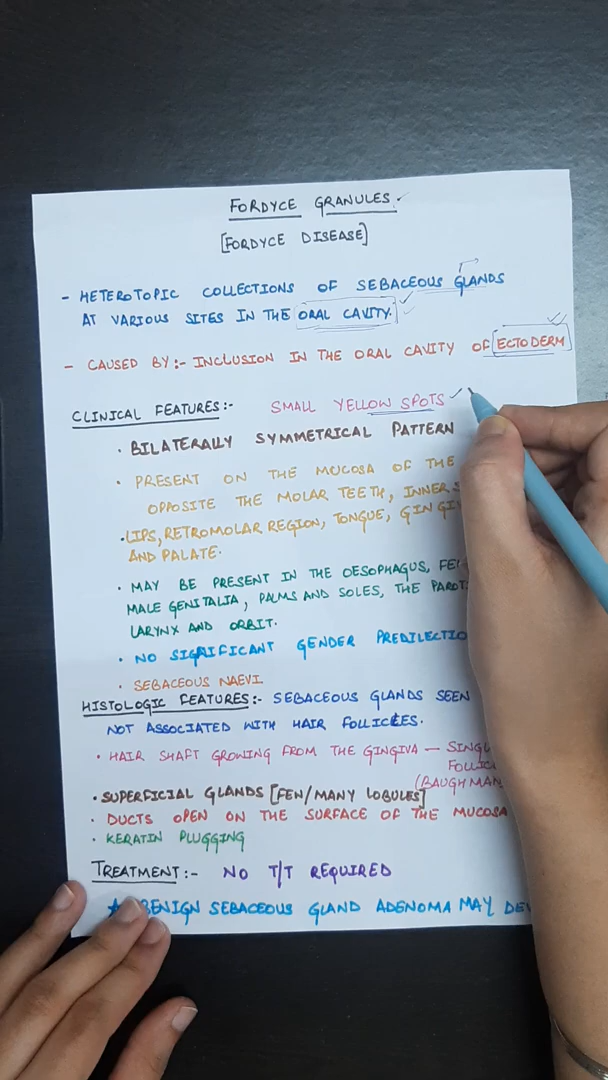 FORDYCE GRANULES.
[FORDYCE DISEASE]
- HETEROTOPIC COLLECTIONS OF SEBACEOUS GLANDS
AT VARIOUS SITES IN THE ORAL CAVITY.
- CAUSED BY:- INCLUSION IN THE ORAL CAVITY OF ECTODERM
CLINICAL FEATURES:- SMALL YELLOW SPOTS
• BILATERALLY SYMMETRICAL PATTERN
• PRESENT ON THE MUCOSA OF THE
OPPOSITE THE MOLAR TEETH, INNER
• LIPS, RETROMOLAR REGION, TONGUE,
AND PALATE.
• MAY BE PRESENT IN THE OESOPHAGUS,
MALE GENITALIA, PALMS AND SOLES, THE
LARYNX AND ORBIT.
• NO SIGNIFICANT GENDER
• SEBACEOUS NAEVI
HISTOLOGIC FEATURES:- SEBACEOUS GLANDS SEEN
NOT ASSOCIATED WITH HAIR FOLLICLES.
• HAIR SHAFT GROWING FROM THE GINGIVA -
• SUPERFICIAL GLANDS [FEN/MANY LOBULES]
• DUCTS OPEN ON THE SURFACE OF THE MUCOSA
• KERATIN PLUGGING
TREATMENT:- NO T/T REQUIRED
BENIGN SEBACEOUS GLAND ADENOMA MAY